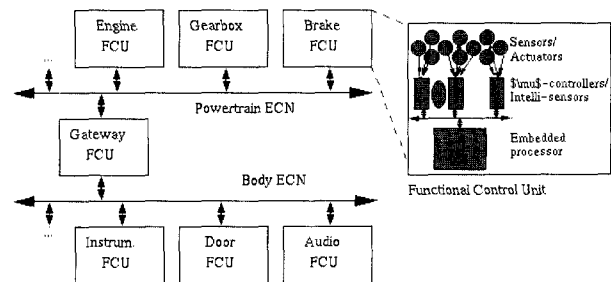 Engine
FCU
Gearbox
FCU
Brake
FCU
...
Powertrain ECN
Gateway
FCU
Body ECN
...
Instrum.
FCU
Door
FCU
Audio
FCU
Sensors/
Actuators
$\mu$-controllers/
Intelli-sensors
Embedded
processor
Functional Control Unit